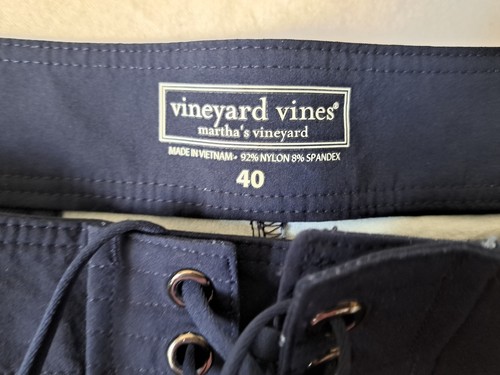 vineyard vines®
martha's vineyard
MADE IN VIETNAM • 92% NYLON 8% SPANDEX
40